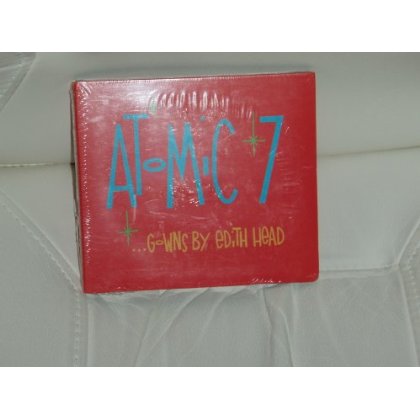 ATOMiC 7
...GOWNS BY EDiTH HEAD